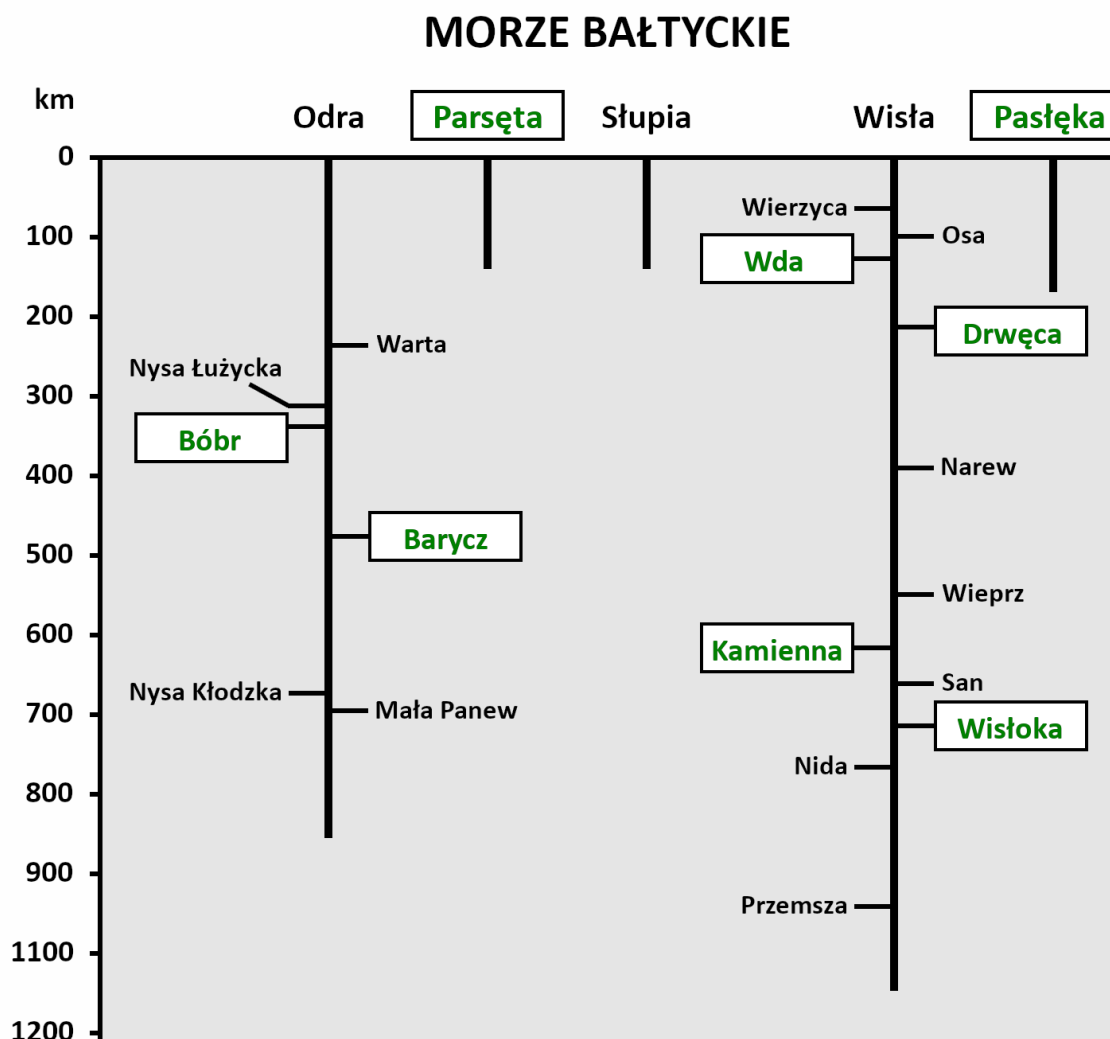 MORZE BAŁTYCKIE
km
Odra
Parsęta
Słupia
Wisła
Pasłęka
0
Wierzyca
100
Osa
Wda
200
Drwęca
Warta
Nysa Łużycka
300
Bóbr
400
Narew
Barycz
500
Wieprz
600
Kamienna
San
Nysa Kłodzka
700
Mała Panew
Wisłoka
Nida
800
900
Przemsza
1100
1200